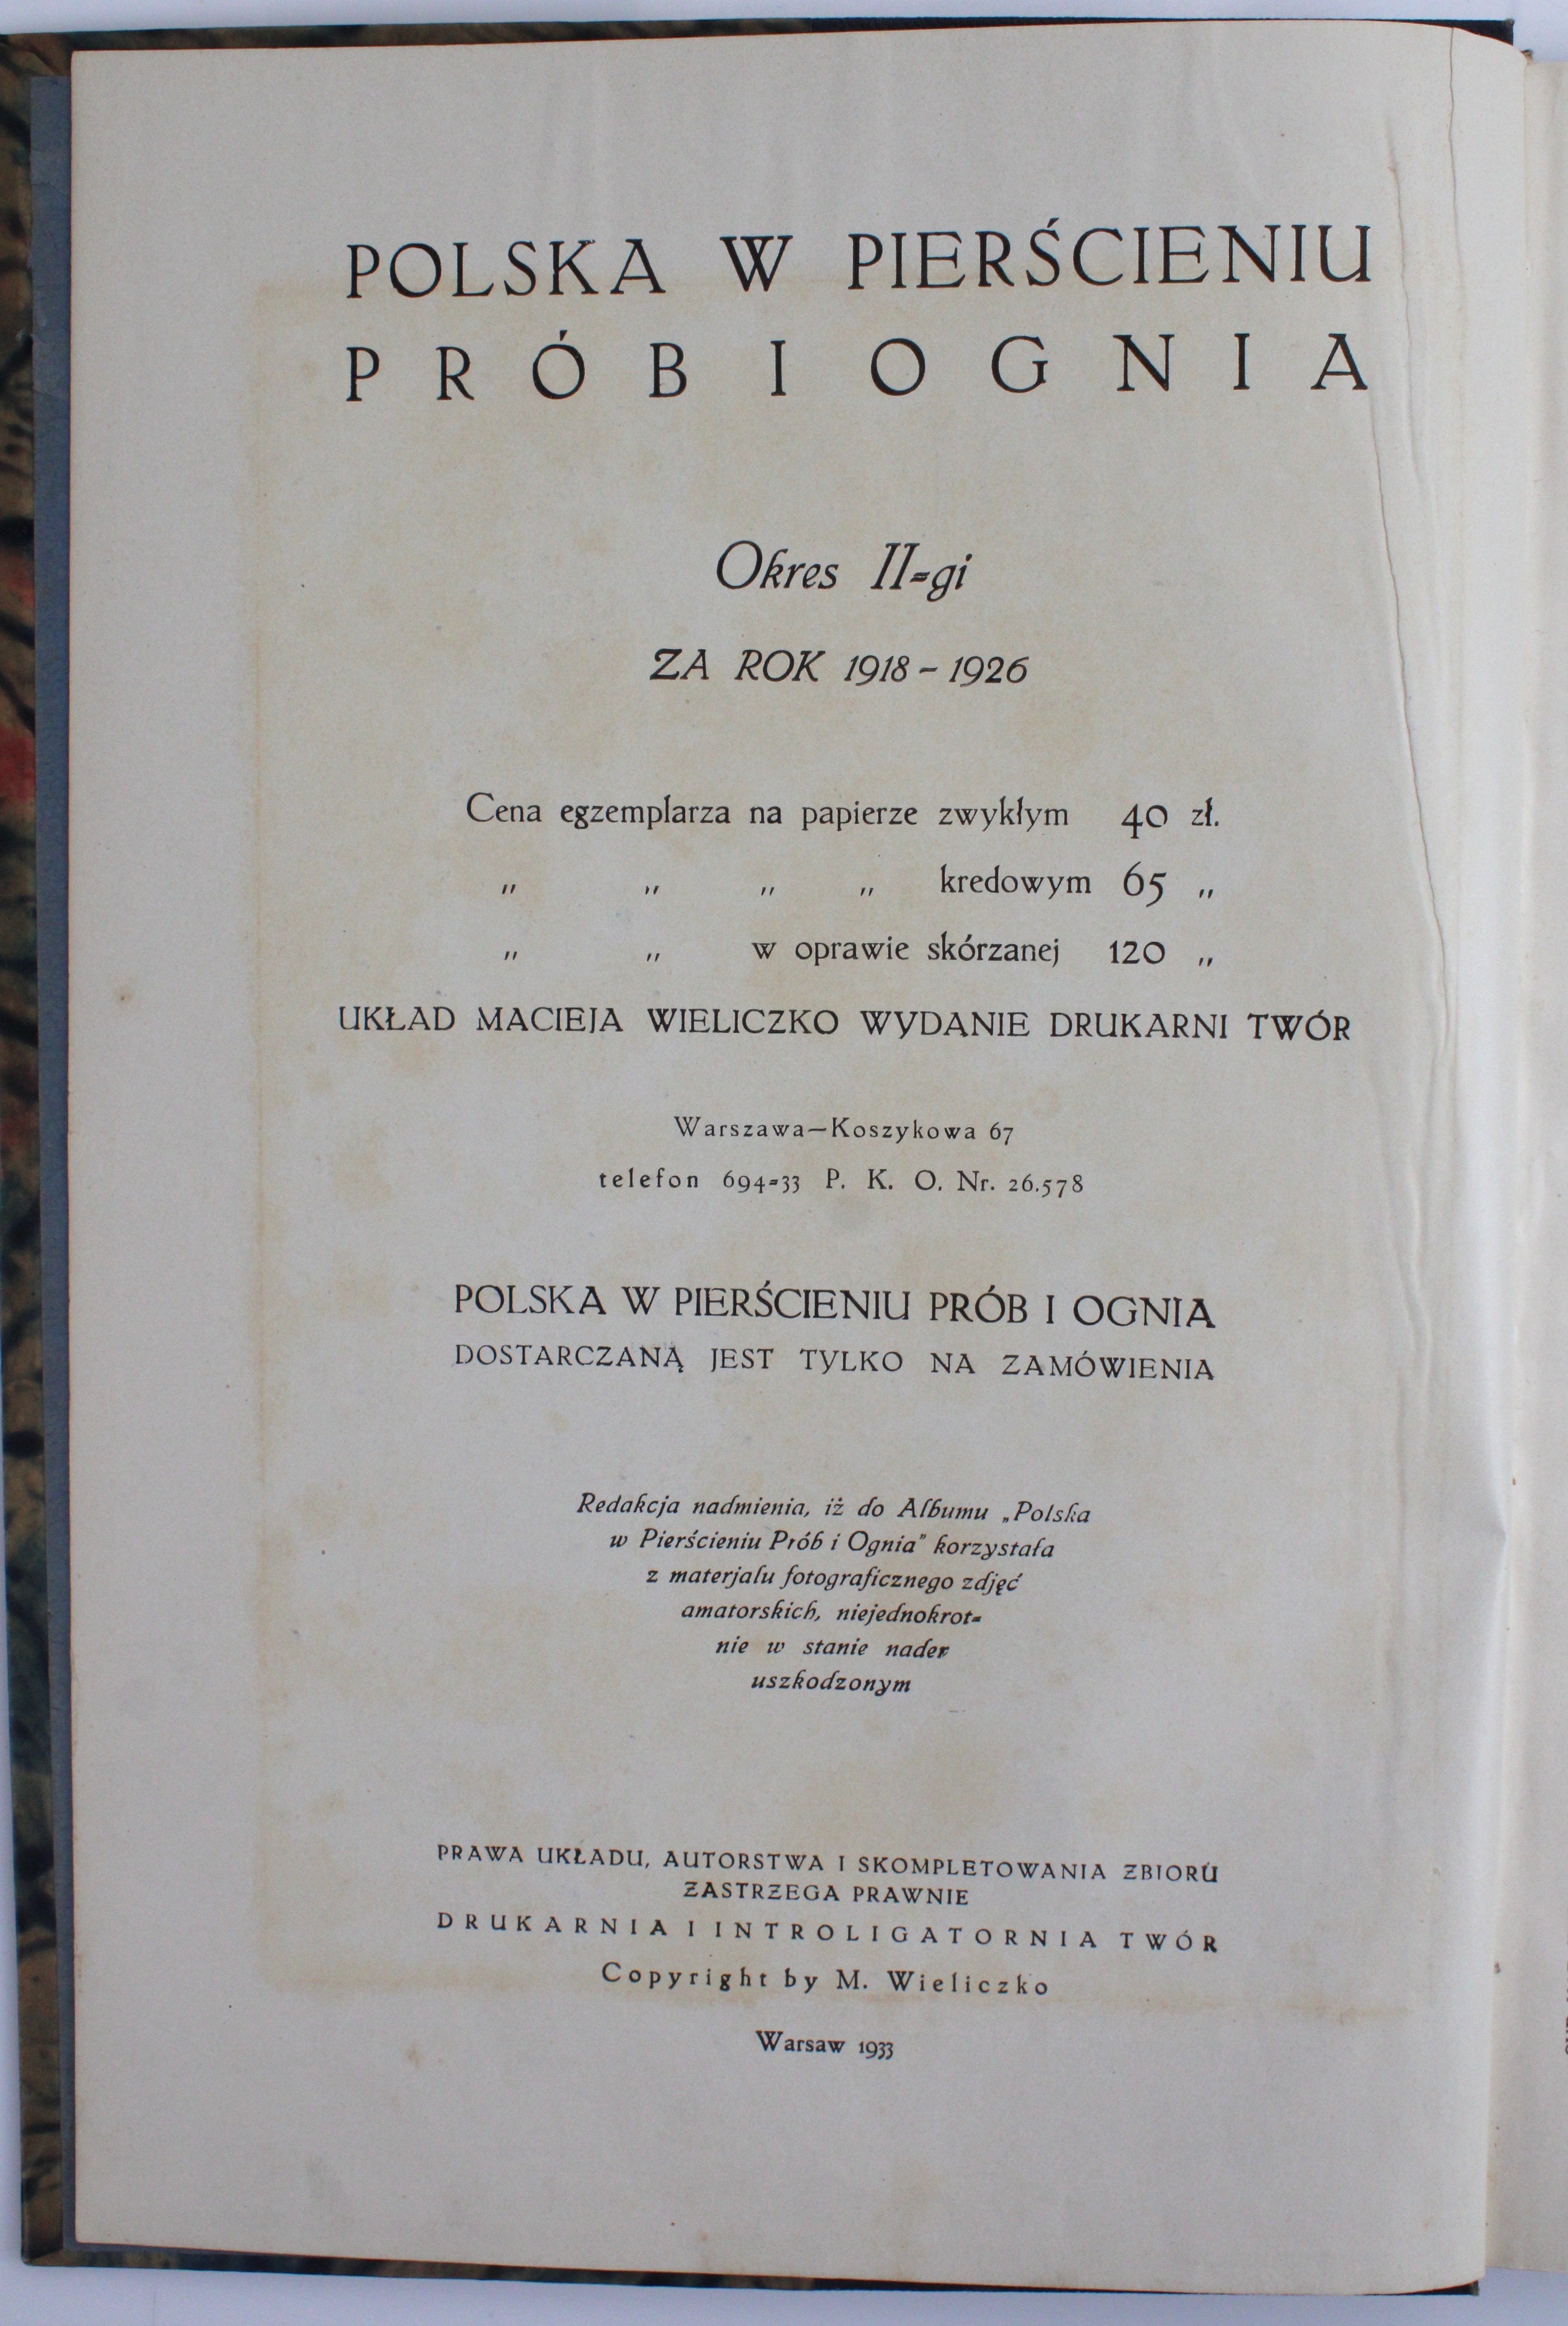 POLSKA W PIERŚCIENIU
PRÓB I OGNIA
Okres II-gi
ZA ROK 1918 - 1926
Cena egzemplarza na papierze zwykłym 40 zł.
„ „ „ „ kredowym 65 „
„ „ w oprawie skórzanej 120 „
UKŁAD MACIEJA WIELICZKO WYDANIE DRUKARNI TWÓR
Warszawa—Koszykowa 67
telefon 694-33 P. K. O. Nr. 26.578
POLSKA W PIERŚCIENIU PRÓB I OGNIA
DOSTARCZANĄ JEST TYLKO NA ZAMÓWIENIA
Redakcja nadmienia, iż do Albumu „Polska
w Pierścieniu Prób i Ognia" korzystała
z materjalu fotograficznego zdjęć
amatorskich, niejednokrot-
nie w stanie nader
uszkodzonym
PRAWA UKŁADU, AUTORSTWA I SKOMPLETOWANIA ZBIORU
ZASTRZEGA PRAWNIE
DRUKARNIA I INTROLIGATORNIA TWÓR
Copyright by M. Wieliczko
Warsaw 1933